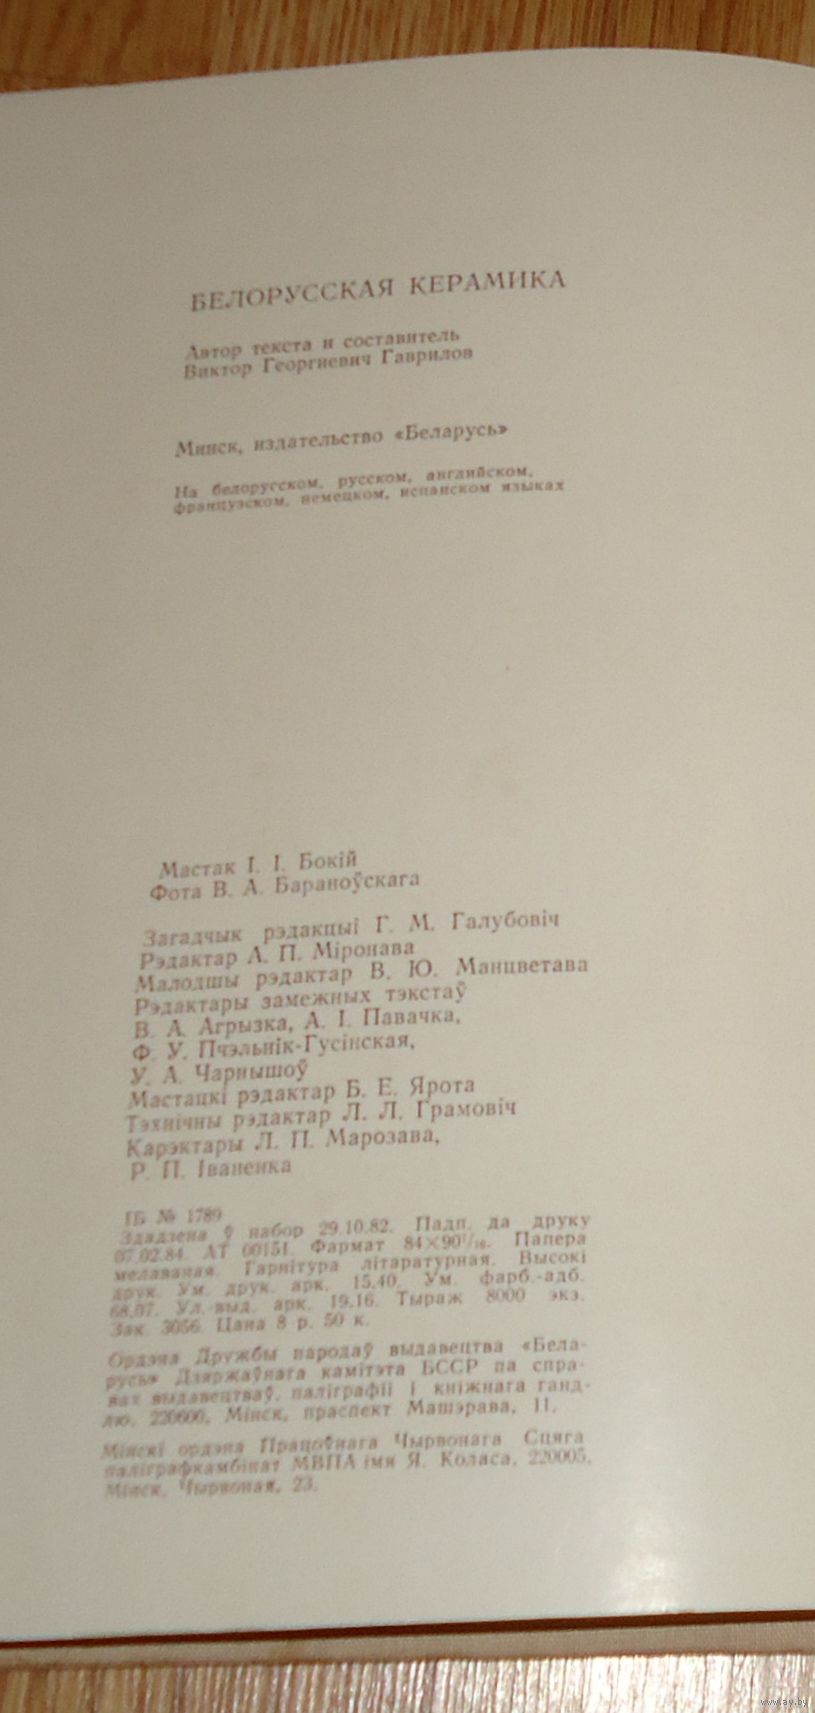 БЕЛОРУССКАЯ КЕРАМИКА
Автор текста и составитель
Виктор Георгиевич Гаврилов
Минск, издательство «Беларусь»
На белорусском, русском, английском,
французском, немецком, испанском языках
Мастак І. І. Бокій
Фота В. А. Бараноўскага
Загадчык рэдакцыі Г. М. Галубовіч
Рэдактар А. П. Міронава
Малодшы рэдактар В. Ю. Манцветава
Рэдактары замежных тэкстаў
В. А. Агрызка, А. І. Павачка,
Ф. У. Пчэльнік-Гусінская,
У. А. Чарнышоў
Мастацкі рэдактар Б. Е. Ярота
Тэхнічны рэдактар Л. Л. Грамовіч
Карэктары Л. П. Марозава,
Р. П. Іваненка
ІБ № 1789
Здадзена ў набор 29.10.82. Падп. да друку
07.02.84. АТ 00151. Фармат 84×90¹/₁₆. Папера
мелаваная. Гарнітура літаратурная. Высокі
друк. Ум. друк. арк. 15,40. Ум. фарб.-адб.
68,07. Ул.-выд. арк. 19,16. Тыраж 8000 экз.
Зак. 3056. Цана 8 р. 50 к.
Ордэна Дружбы народаў выдавецтва «Бела-
русь» Дзяржаўнага камітэта БССР па спра-
вах выдавецтваў, паліграфіі і кніжнага ганд-
лю. 220600, Мінск, праспект Машэрава, 11.
Мінскі ордэна Працоўнага Чырвонага Сцяга
паліграфкамбінат МВПА імя Я. Коласа. 220005,
Мінск, Чырвоная, 23.
www.ay.by